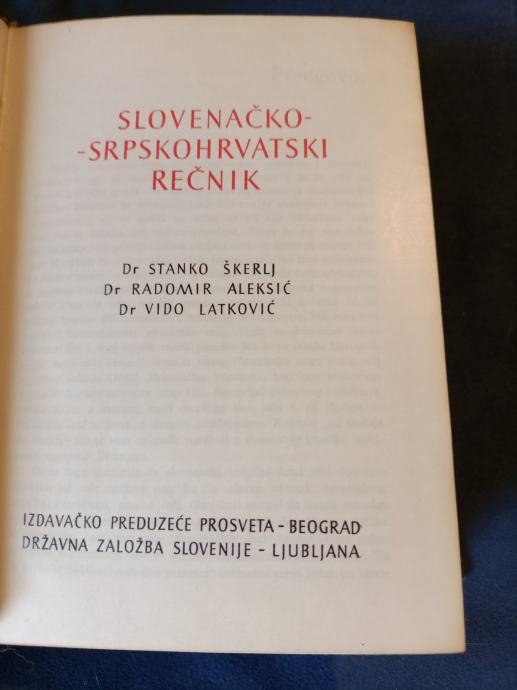 SLOVENAČKO-
-SRPSKOHRVATSKI
REČNIK
Dr STANKO ŠKERLJ
Dr RADOMIR ALEKSIĆ
Dr VIDO LATKOVIĆ
IZDAVAČKO PREDUZEĆE PROSVETA – BEOGRAD
DRŽAVNA ZALOŽBA SLOVENIJE – LJUBLJANA